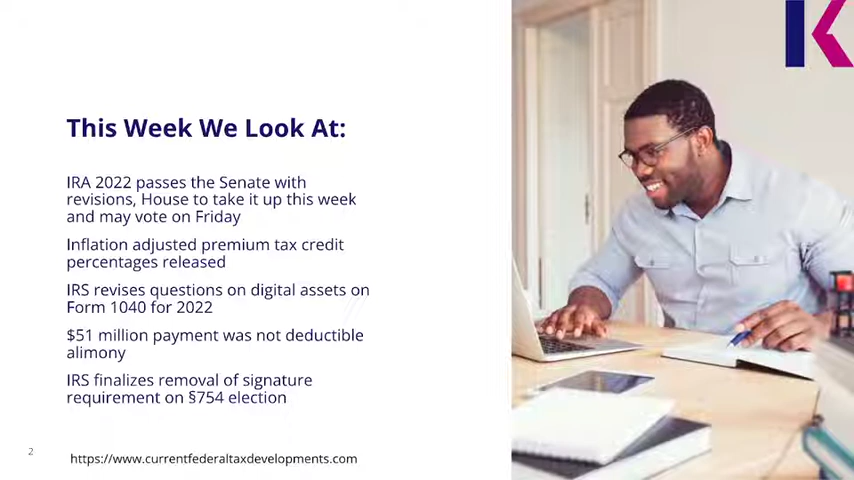 This Week We Look At:
IRA 2022 passes the Senate with
revisions, House to take it up this week
and may vote on Friday
Inflation adjusted premium tax credit
percentages released
IRS revises questions on digital assets on
Form 1040 for 2022
$51 million payment was not deductible
alimony
IRS finalizes removal of signature
requirement on §754 election
2
https://www.currentfederaltaxdevelopments.com
K